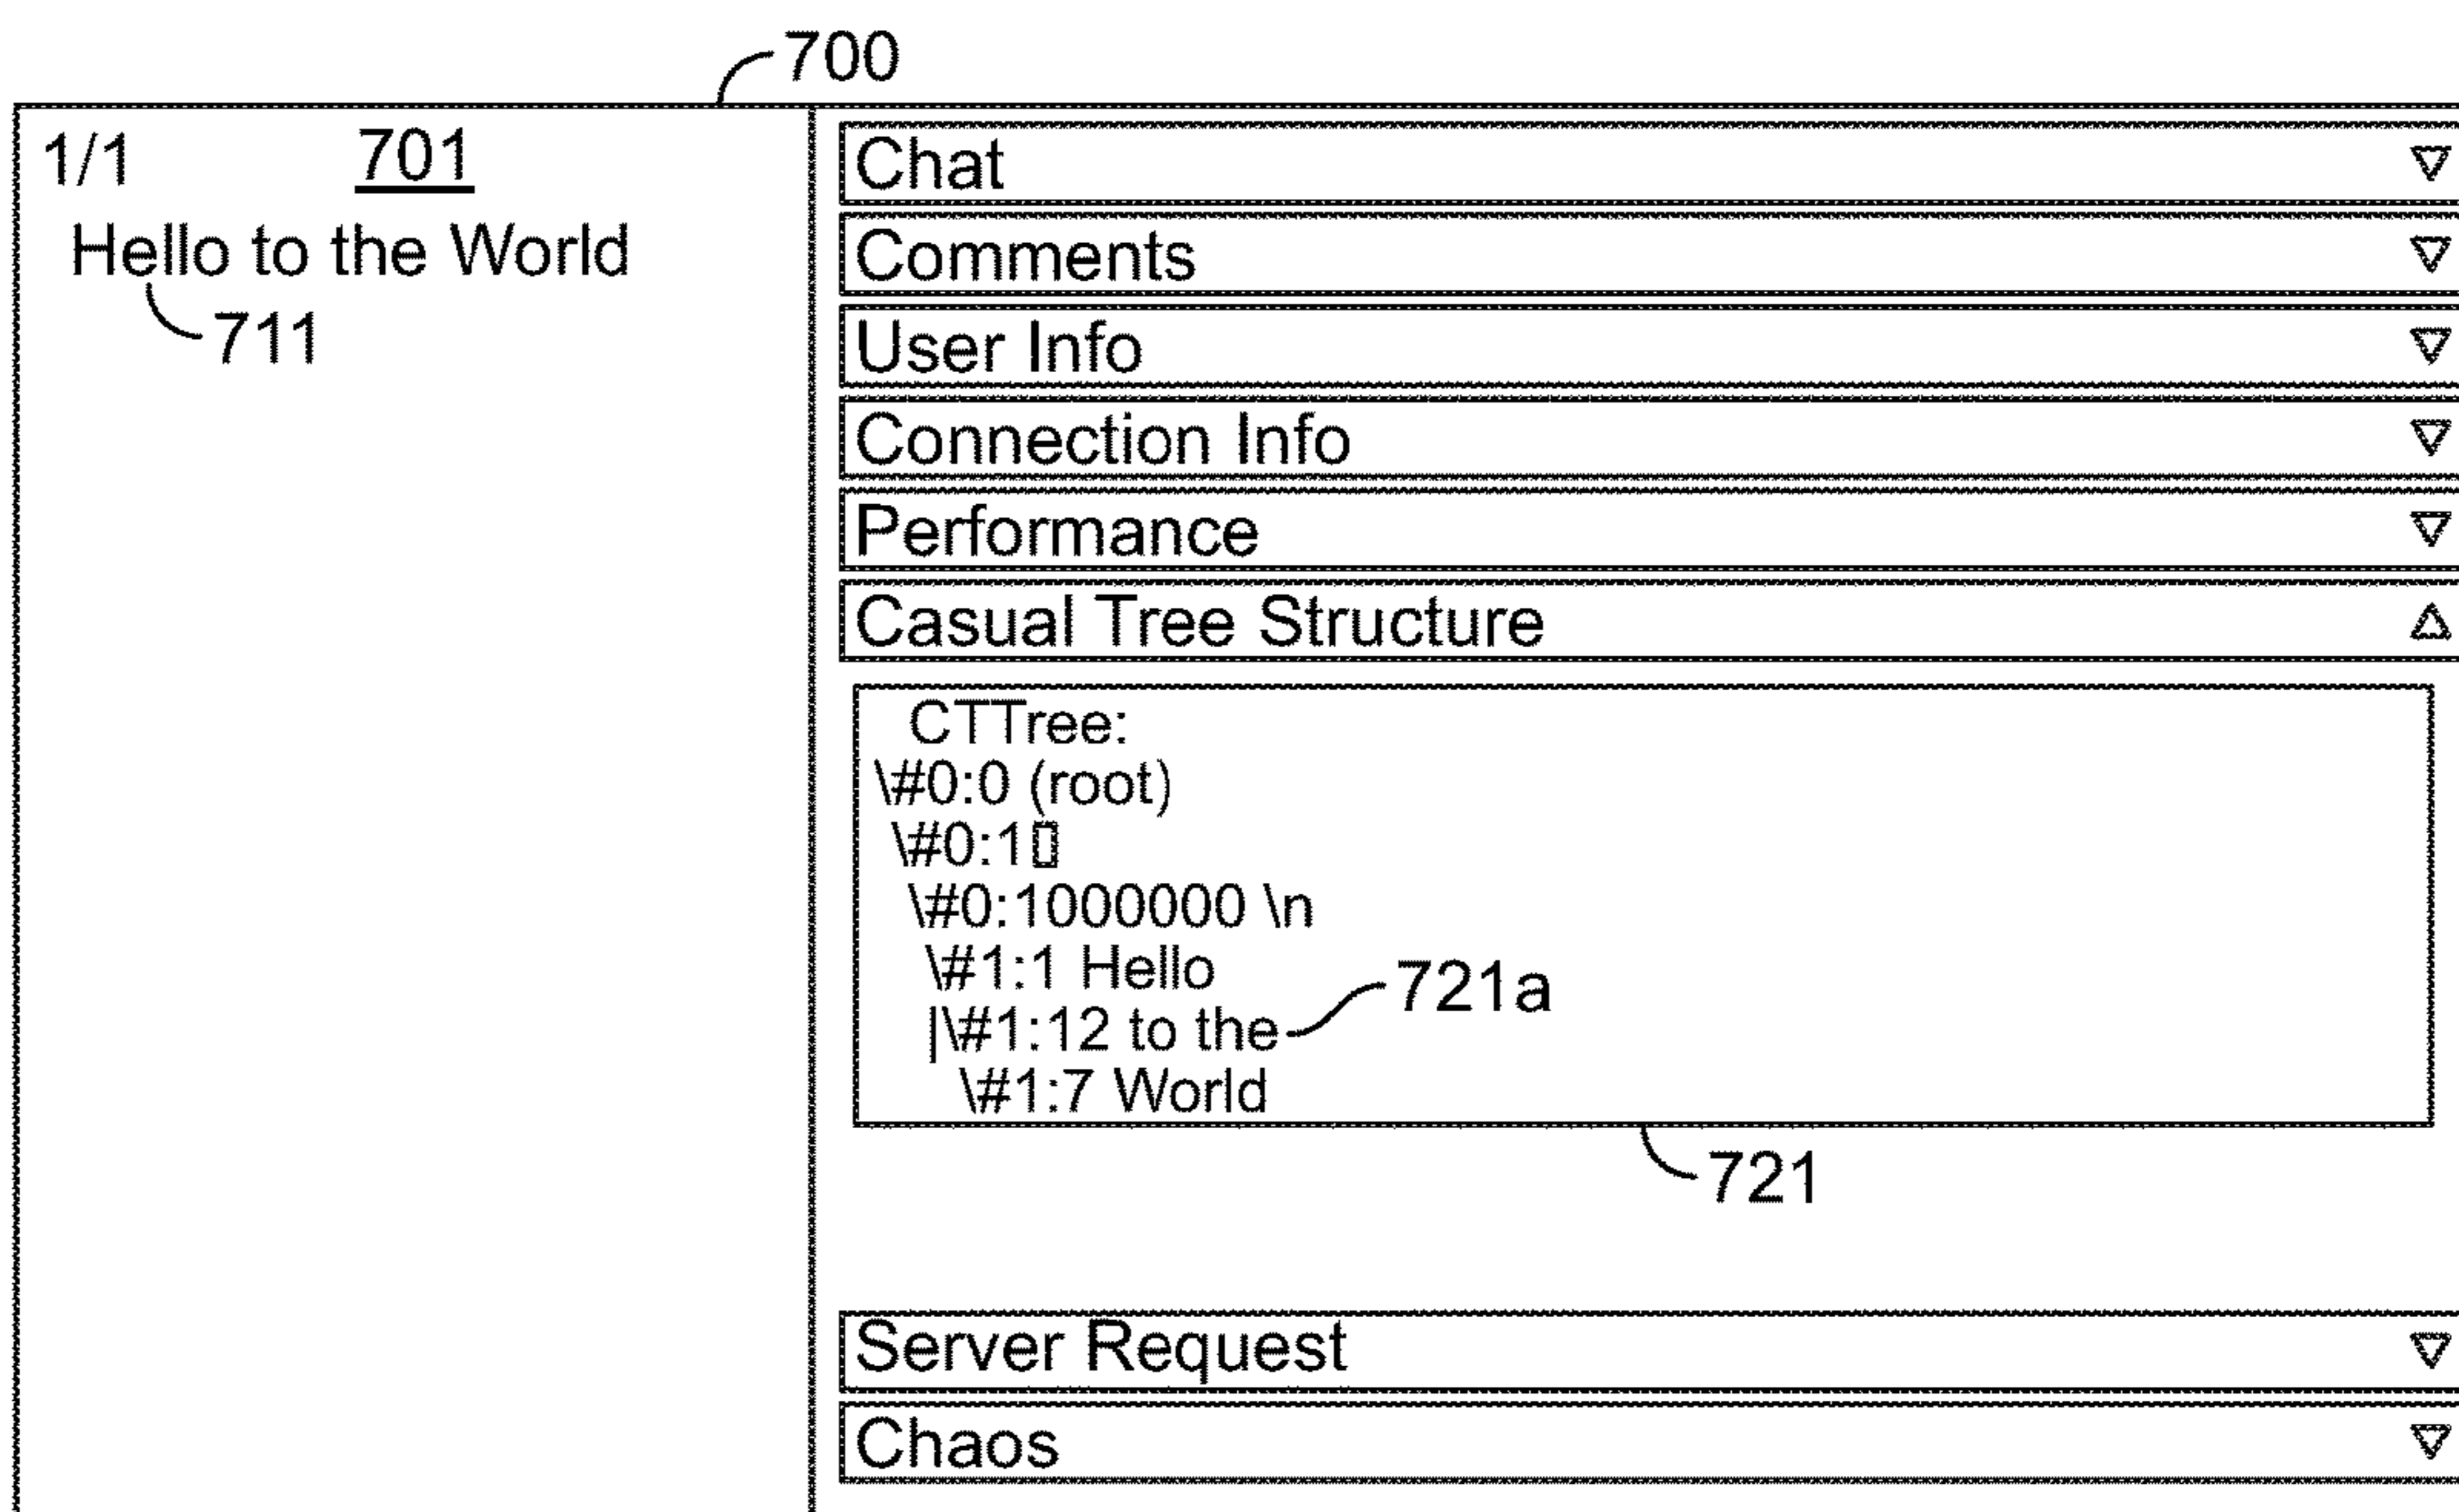 700
1/1 701
Hello to the World
711
Chat
Comments
User Info
Connection Info
Performance
Casual Tree Structure
CTTree:
\#0:0 (root)
\#0:1▯
\#0:1000000 \n
\#1:1 Hello
|\#1:12 to the
721a
\#1:7 World
721
Server Request
Chaos